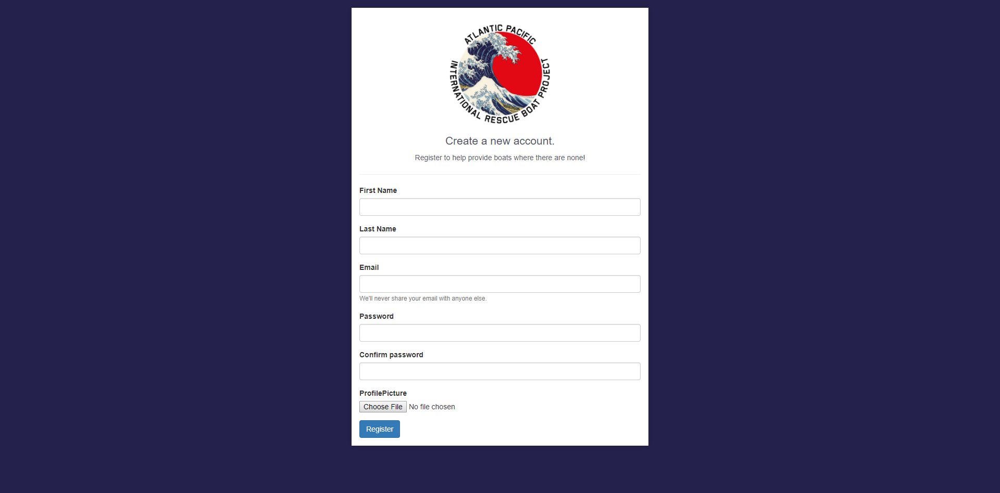 ATLANTIC PACIFIC
INTERNATIONAL RESCUE BOAT PROJECT
Create a new account.
Register to help provide boats where there are none!
First Name
Last Name
Email
We'll never share your email with anyone else.
Password
Confirm password
ProfilePicture
Choose File No file chosen
Register